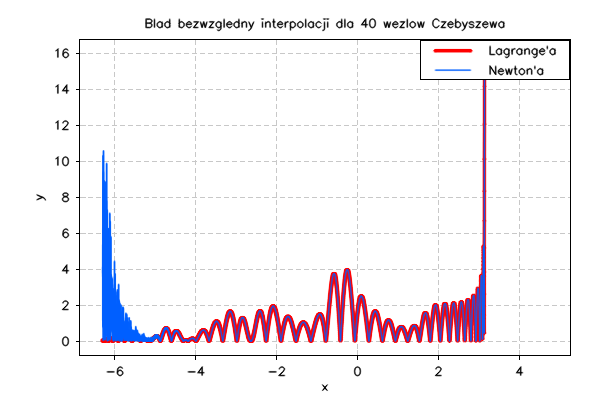 Blad bezwzgledny interpolacji dla 40 wezlow Czebyszewa
Lagrange'a
Newton'a
16
14
12
10
8
6
4
2
0
y
−6 −4 −2 0 2 4
x